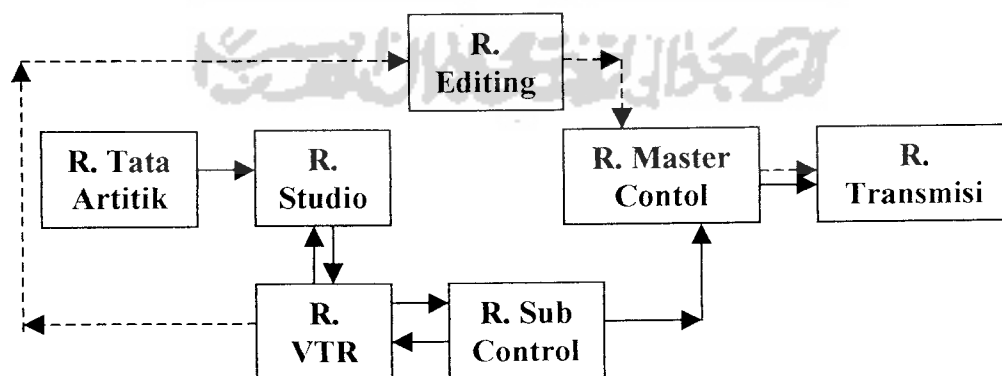 R.
Editing
R. Tata
Artitik
R.
Studio
R. Master
Contol
R.
Transmisi
R.
VTR
R. Sub
Control